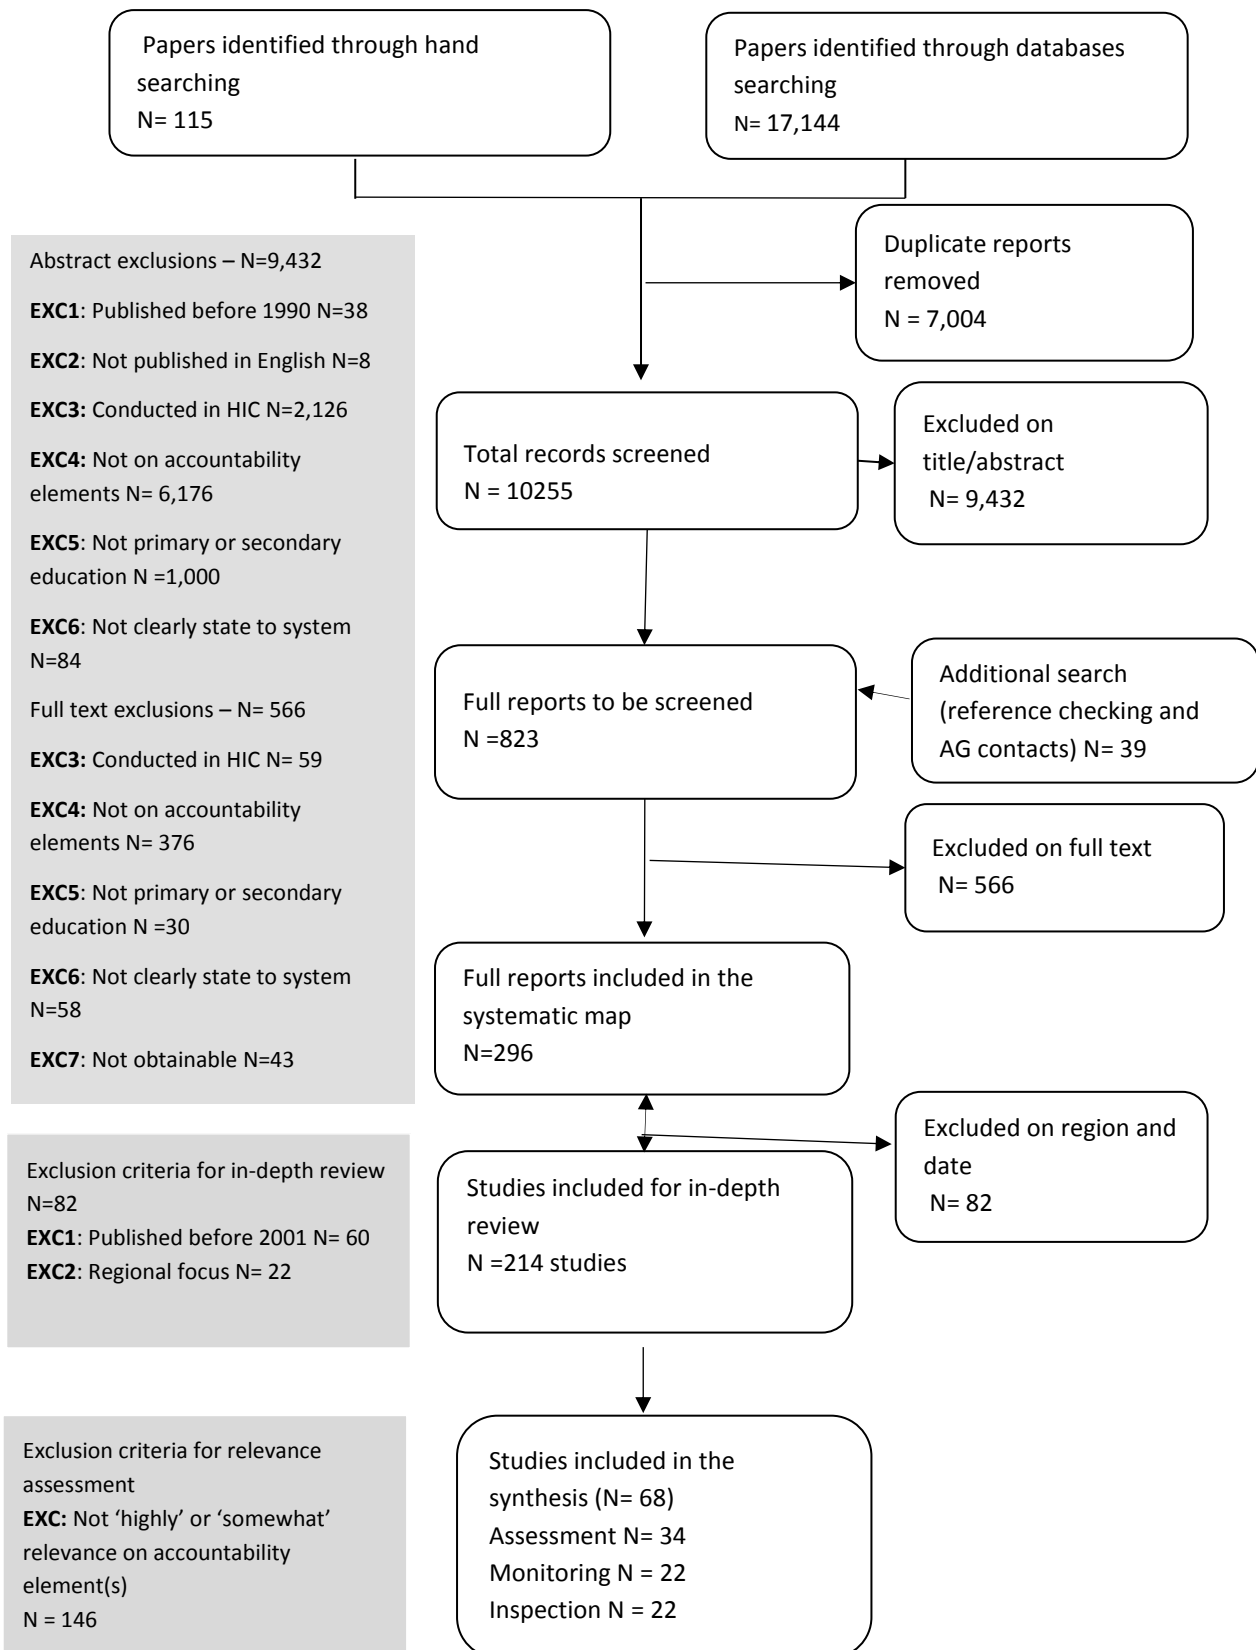 Papers identified through hand
searching
N= 115
Papers identified through databases
searching
N= 17,144
Duplicate reports
removed
N = 7,004
Abstract exclusions – N=9,432
EXC1: Published before 1990 N=38
EXC2: Not published in English N=8
EXC3: Conducted in HIC N=2,126
EXC4: Not on accountability
elements N= 6,176
EXC5: Not primary or secondary
education N =1,000
EXC6: Not clearly state to system
N=84
Full text exclusions – N= 566
EXC3: Conducted in HIC N= 59
EXC4: Not on accountability
elements N= 376
EXC5: Not primary or secondary
education N =30
EXC6: Not clearly state to system
N=58
EXC7: Not obtainable N=43
Total records screened
N = 10255
Excluded on
title/abstract
N= 9,432
Full reports to be screened
N =823
Additional search
(reference checking and
AG contacts) N= 39
Excluded on full text
N= 566
Full reports included in the
systematic map
N=296
Excluded on region and
date
N= 82
Exclusion criteria for in-depth review
N=82
EXC1: Published before 2001 N= 60
EXC2: Regional focus N= 22
Studies included for in-depth
review
N =214 studies
Exclusion criteria for relevance
assessment
EXC: Not ‘highly’ or ‘somewhat’
relevance on accountability
element(s)
N = 146
Studies included in the
synthesis (N= 68)
Assessment N= 34
Monitoring N = 22
Inspection N = 22